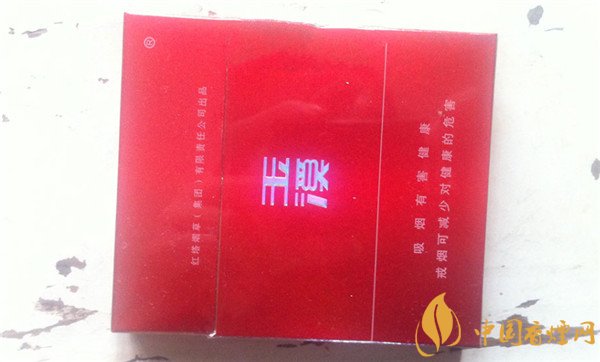 ®
红塔烟草（集团）有限责任公司出品
玉溪
吸烟有害健康
戒烟可减少对健康的危害
中国香烟网